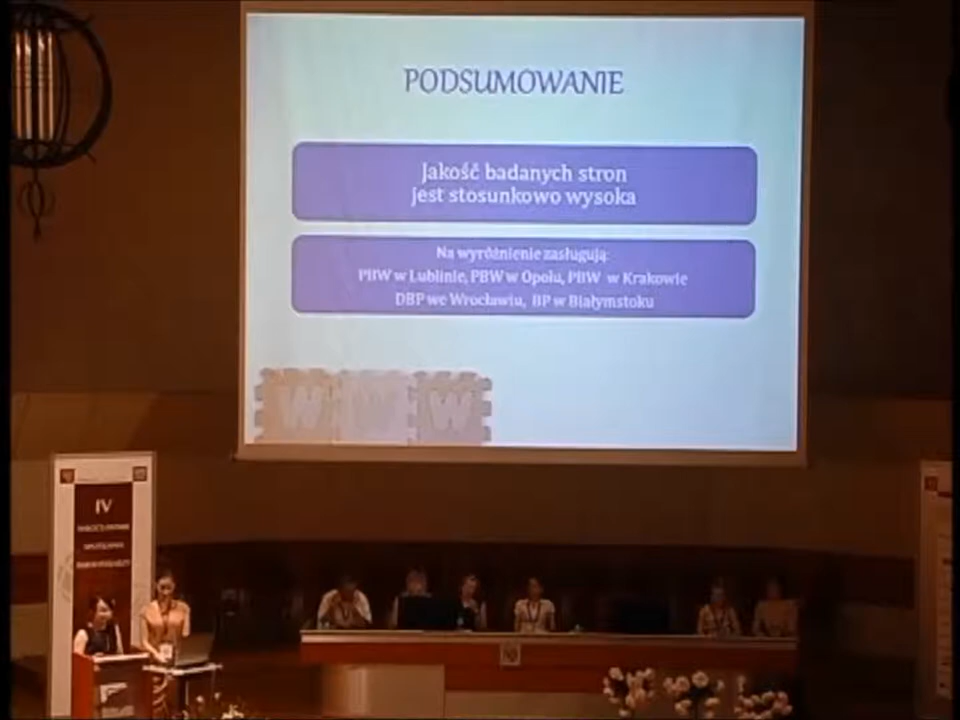 PODSUMOWANIE
Jakość badanych stron
jest stosunkowo wysoka
Na wyróżnienie zasługują:
PBW w Lublinie, PBW w Opolu, PBW w Krakowie
DBP we Wrocławiu, BP w Białymstoku
W W W
IV